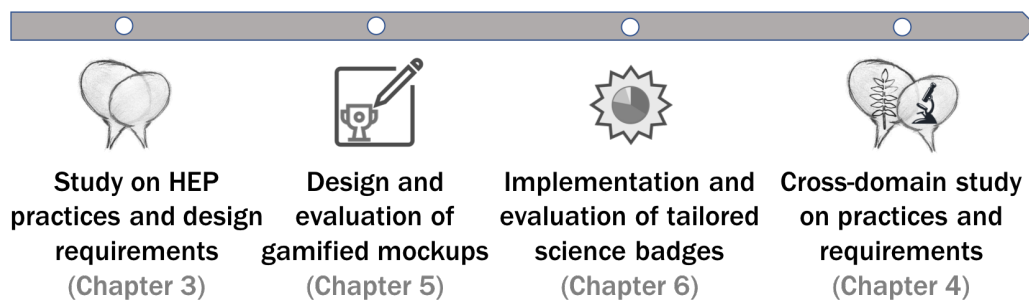 Study on HEP
practices and design
requirements
(Chapter 3)
Design and
evaluation of
gamified mockups
(Chapter 5)
Implementation and
evaluation of tailored
science badges
(Chapter 6)
Cross-domain study
on practices and
requirements
(Chapter 4)